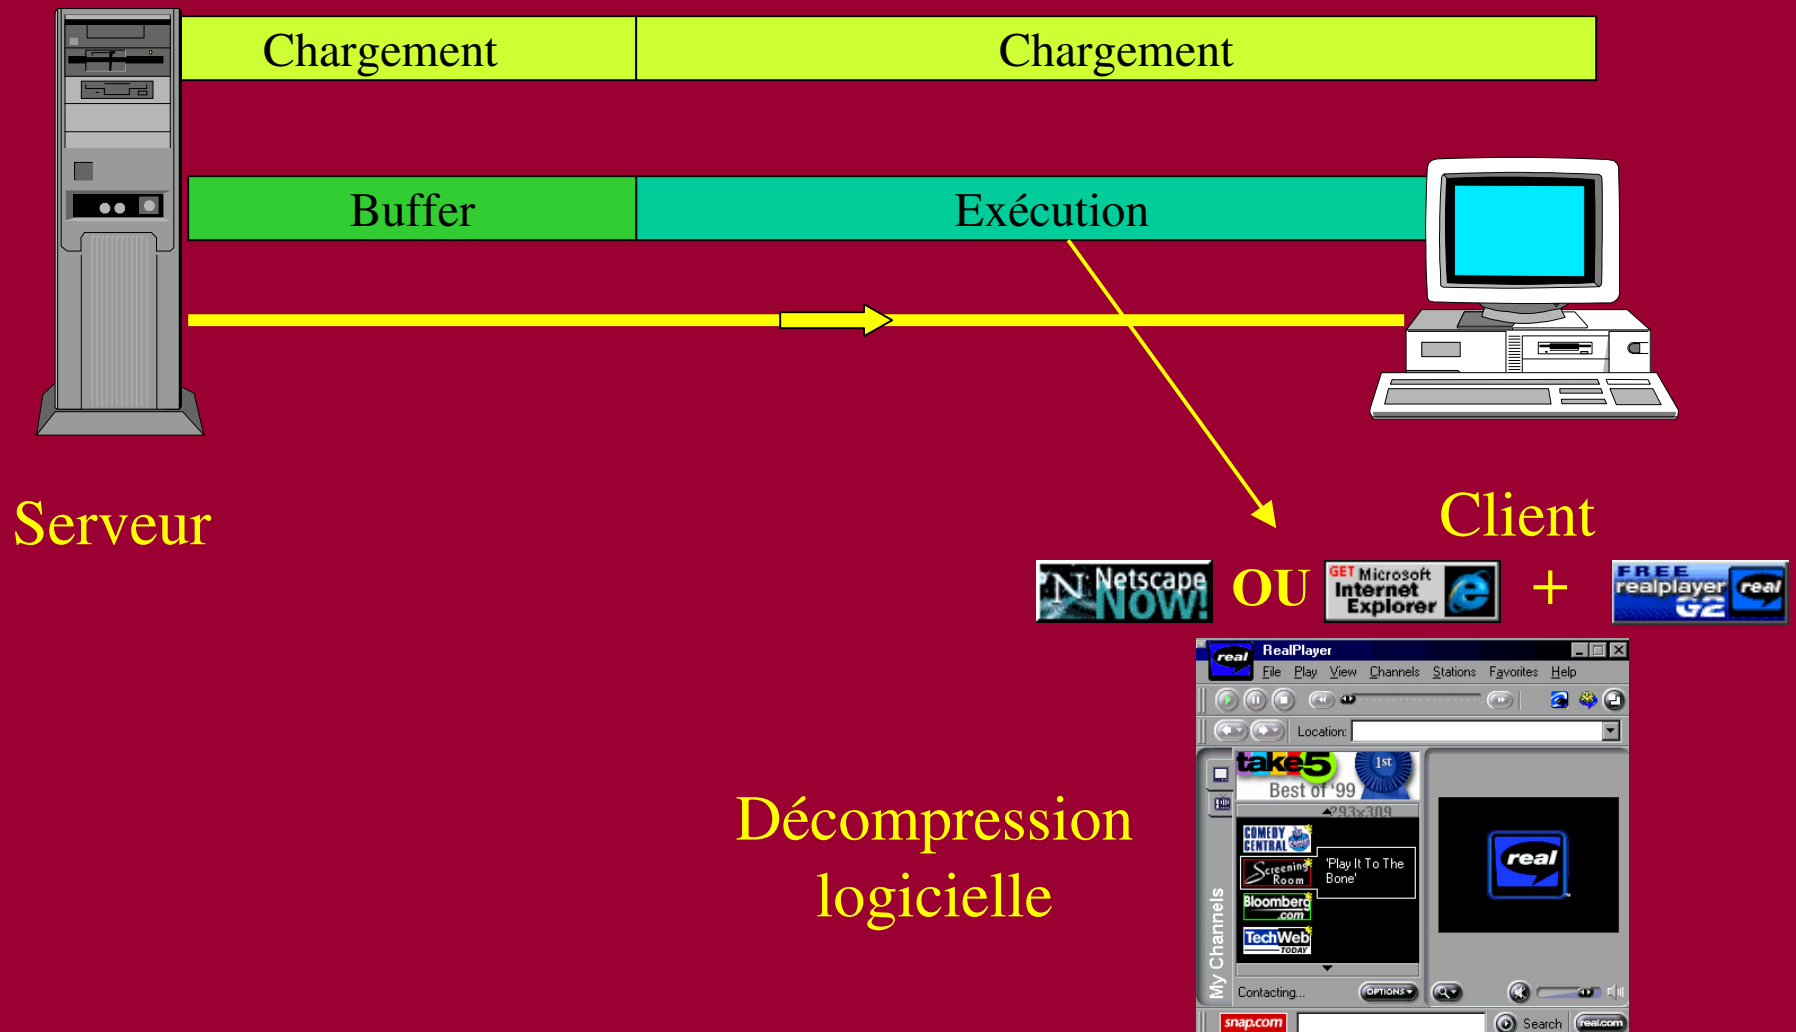 Chargement
Chargement
Buffer
Exécution
Serveur
Client
Netscape
NOW!
OU
GET Microsoft
Internet
Explorer
+
FREE
realplayer
G2
real
real
RealPlayer
File Play View Channels Stations Favorites Help
Location:
take5
1st
Best of '99
293x309
COMEDY
CENTRAL
Screening
Room
'Play It To The
Bone'
Bloomberg
.com
TechWeb
TODAY
My Channels
real
Contacting...
OPTIONS
snap.com
Search
real.com
Décompression
logicielle